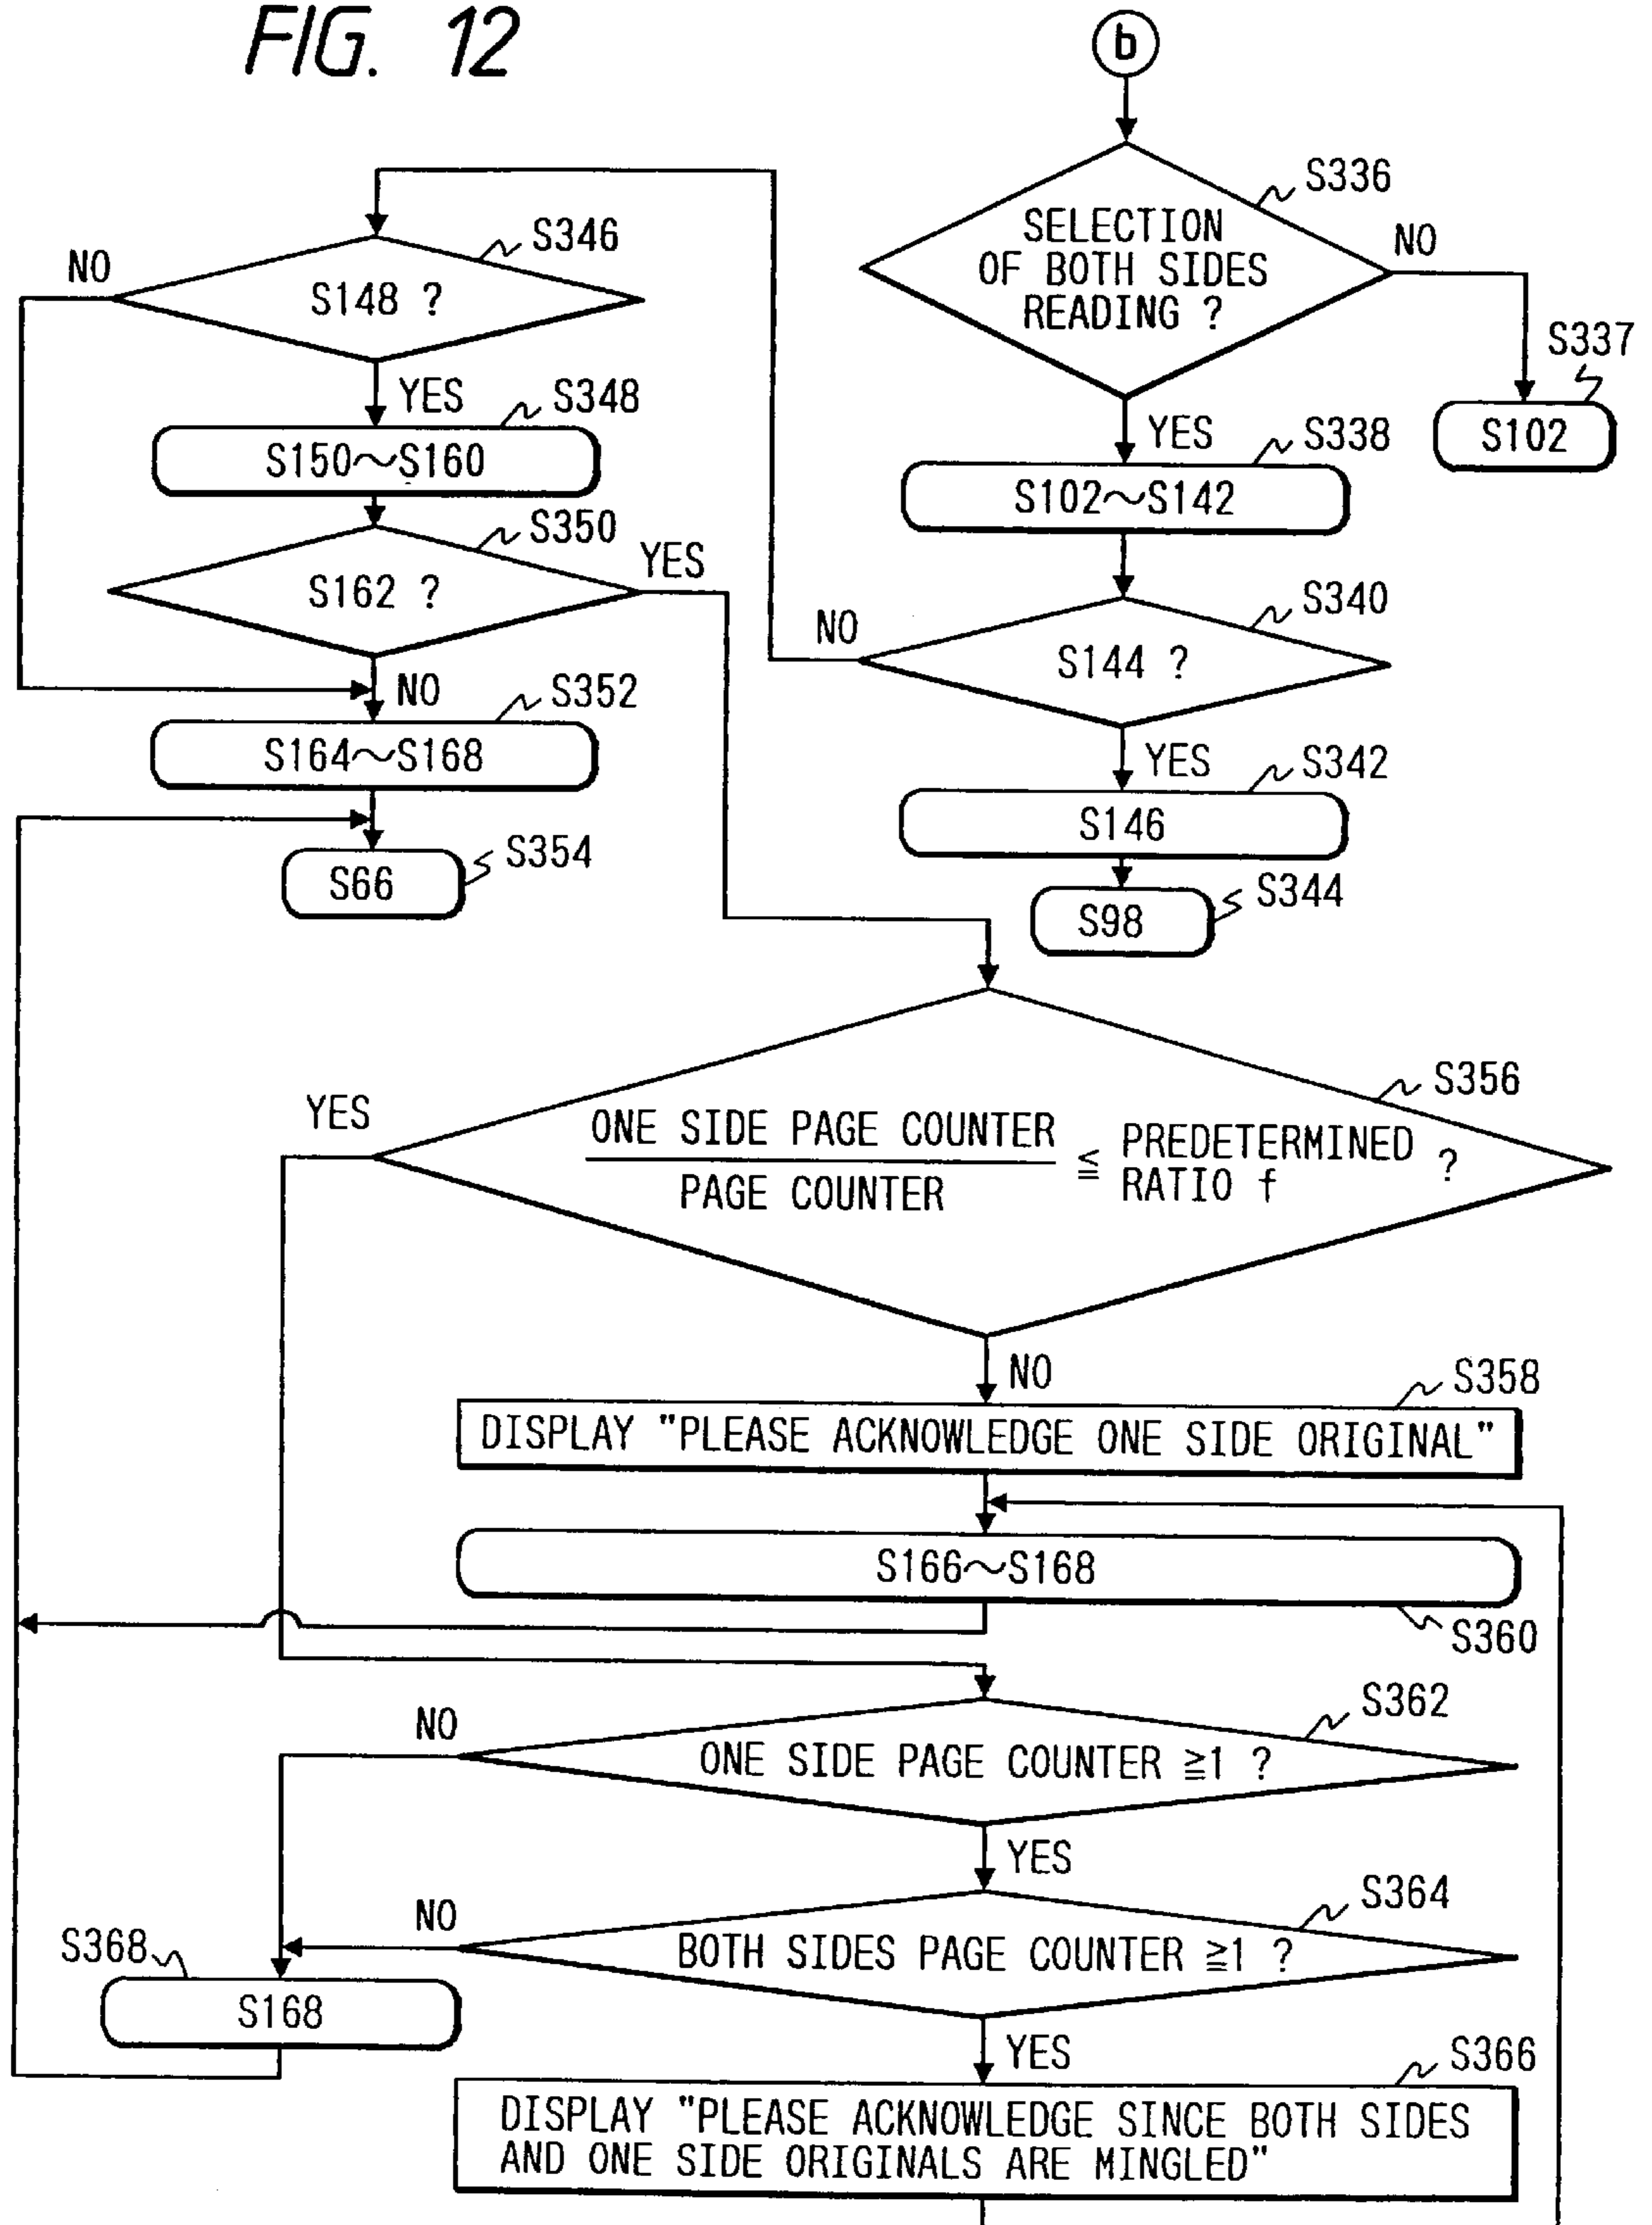 FIG. 12
b
S336
SELECTION
OF BOTH SIDES
READING ?
NO
S337
S102
YES
S338
S102~S142
S340
S144 ?
NO
YES
S342
S146
S344
S98
S346
S148 ?
NO
YES
S348
S150~S160
S350
S162 ?
YES
NO
S352
S164~S168
S354
S66
S356
ONE SIDE PAGE COUNTER
PAGE COUNTER
≦ PREDETERMINED
RATIO f ?
YES
NO
S358
DISPLAY "PLEASE ACKNOWLEDGE ONE SIDE ORIGINAL"
S166~S168
S360
S362
ONE SIDE PAGE COUNTER ≧1 ?
NO
YES
S364
BOTH SIDES PAGE COUNTER ≧1 ?
NO
S368
S168
YES
S366
DISPLAY "PLEASE ACKNOWLEDGE SINCE BOTH SIDES
AND ONE SIDE ORIGINALS ARE MINGLED"